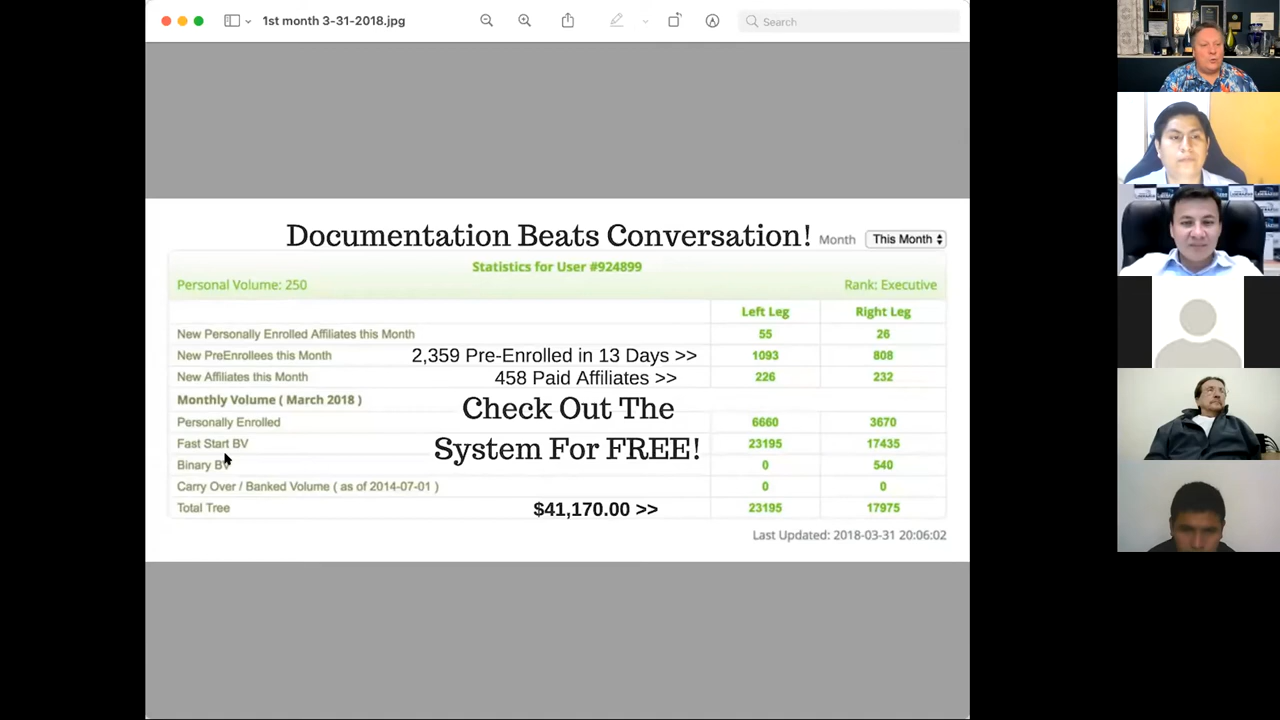 1st month 3-31-2018.jpg
Search
Documentation Beats Conversation!
Month This Month
Statistics for User #924899
Personal Volume: 250
Rank: Executive
Left Leg Right Leg
New Personally Enrolled Affiliates this Month 55 26
New PreEnrollees this Month 2,359 Pre-Enrolled in 13 Days >> 1093 808
New Affiliates this Month 458 Paid Affiliates >> 226 232
Monthly Volume ( March 2018 )
Check Out The
Personally Enrolled 6660 3670
Fast Start BV 23195 17435
System For FREE!
Binary BV 0 540
Carry Over / Banked Volume ( as of 2014-07-01 ) 0 0
Total Tree $41,170.00 >> 23195 17975
Last Updated: 2018-03-31 20:06:02